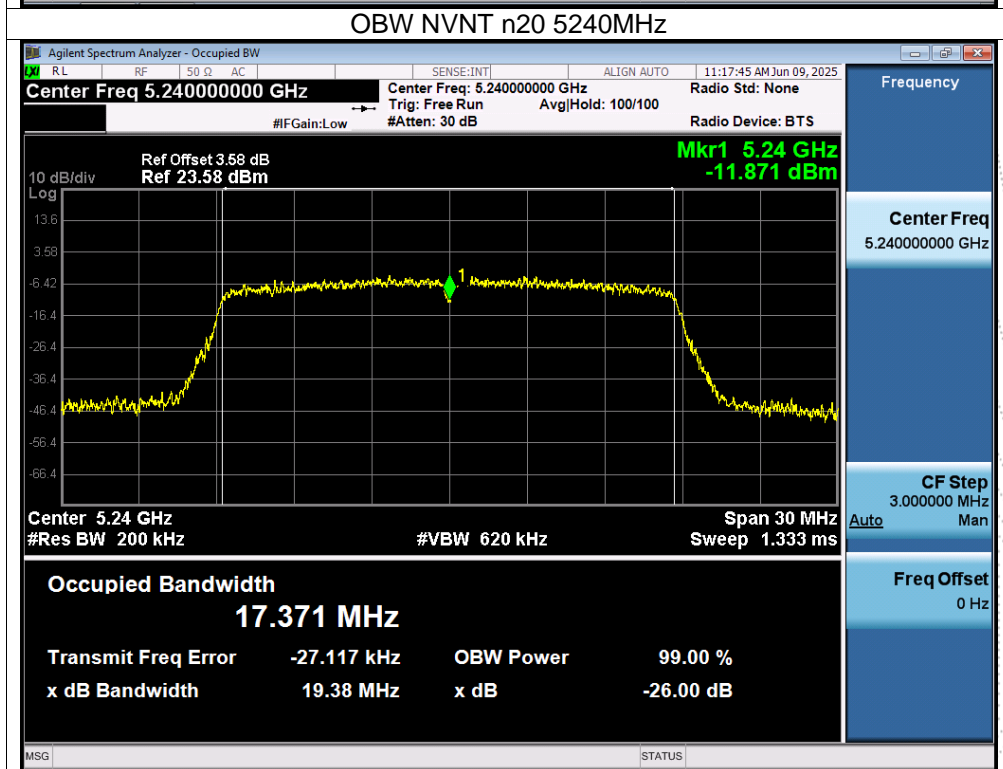 OBW NVNT n20 5240MHz
Agilent Spectrum Analyzer - Occupied BW
LXI RL RF 50 Ω AC SENSE:INT ALIGN AUTO 11:17:45 AM Jun 09, 2025
Center Freq 5.240000000 GHz
Center Freq: 5.240000000 GHz
Radio Std: None
Trig: Free Run Avg|Hold: 100/100
#IFGain:Low #Atten: 30 dB Radio Device: BTS
Frequency
Mkr1 5.24 GHz
-11.871 dBm
Ref Offset 3.58 dB
10 dB/div Ref 23.58 dBm
Log
13.6
3.58
-6.42
-16.4
-26.4
-36.4
-46.4
-56.4
-66.4
1
Center Freq
5.240000000 GHz
CF Step
3.000000 MHz
Auto Man
Freq Offset
0 Hz
Center 5.24 GHz Span 30 MHz
#Res BW 200 kHz #VBW 620 kHz Sweep 1.333 ms
Occupied Bandwidth
17.371 MHz
Transmit Freq Error -27.117 kHz OBW Power 99.00 %
x dB Bandwidth 19.38 MHz x dB -26.00 dB
MSG STATUS